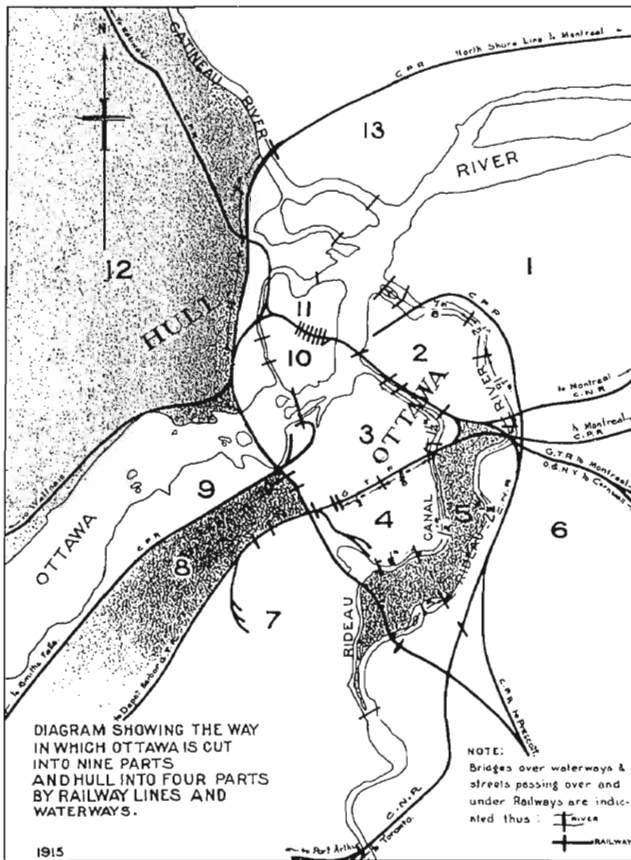 N
GATINEAU
RIVER
C.P.R.
North Shore Line to Montreal
C.P.R.
13
RIVER
12
HULL
1
11
10
2
C.P.R.
OTTAWA
RIVER
to Montreal
C.N.R.
to Montreal
C.P.R.
3
G.T.R. to Montreal
O.&N.Y. to Cornwall
G.T.R.
9
C.P.R.
OTTAWA
8
4
CANAL
5
RIDEAU
C.N.R.
6
7
RIDEAU
to Smiths Falls.
to Depot Harbor G.T.R.
C.P.R. to Prescott.
C.N.R.
to Port Arthur
to Toronto.
DIAGRAM SHOWING THE WAY
IN WHICH OTTAWA IS CUT
INTO NINE PARTS
AND HULL INTO FOUR PARTS
BY RAILWAY LINES AND
WATERWAYS.
1915
NOTE:
Bridges over waterways &
streets passing over and
under Railways are indic-
ated thus:
RIVER
RAILWAY